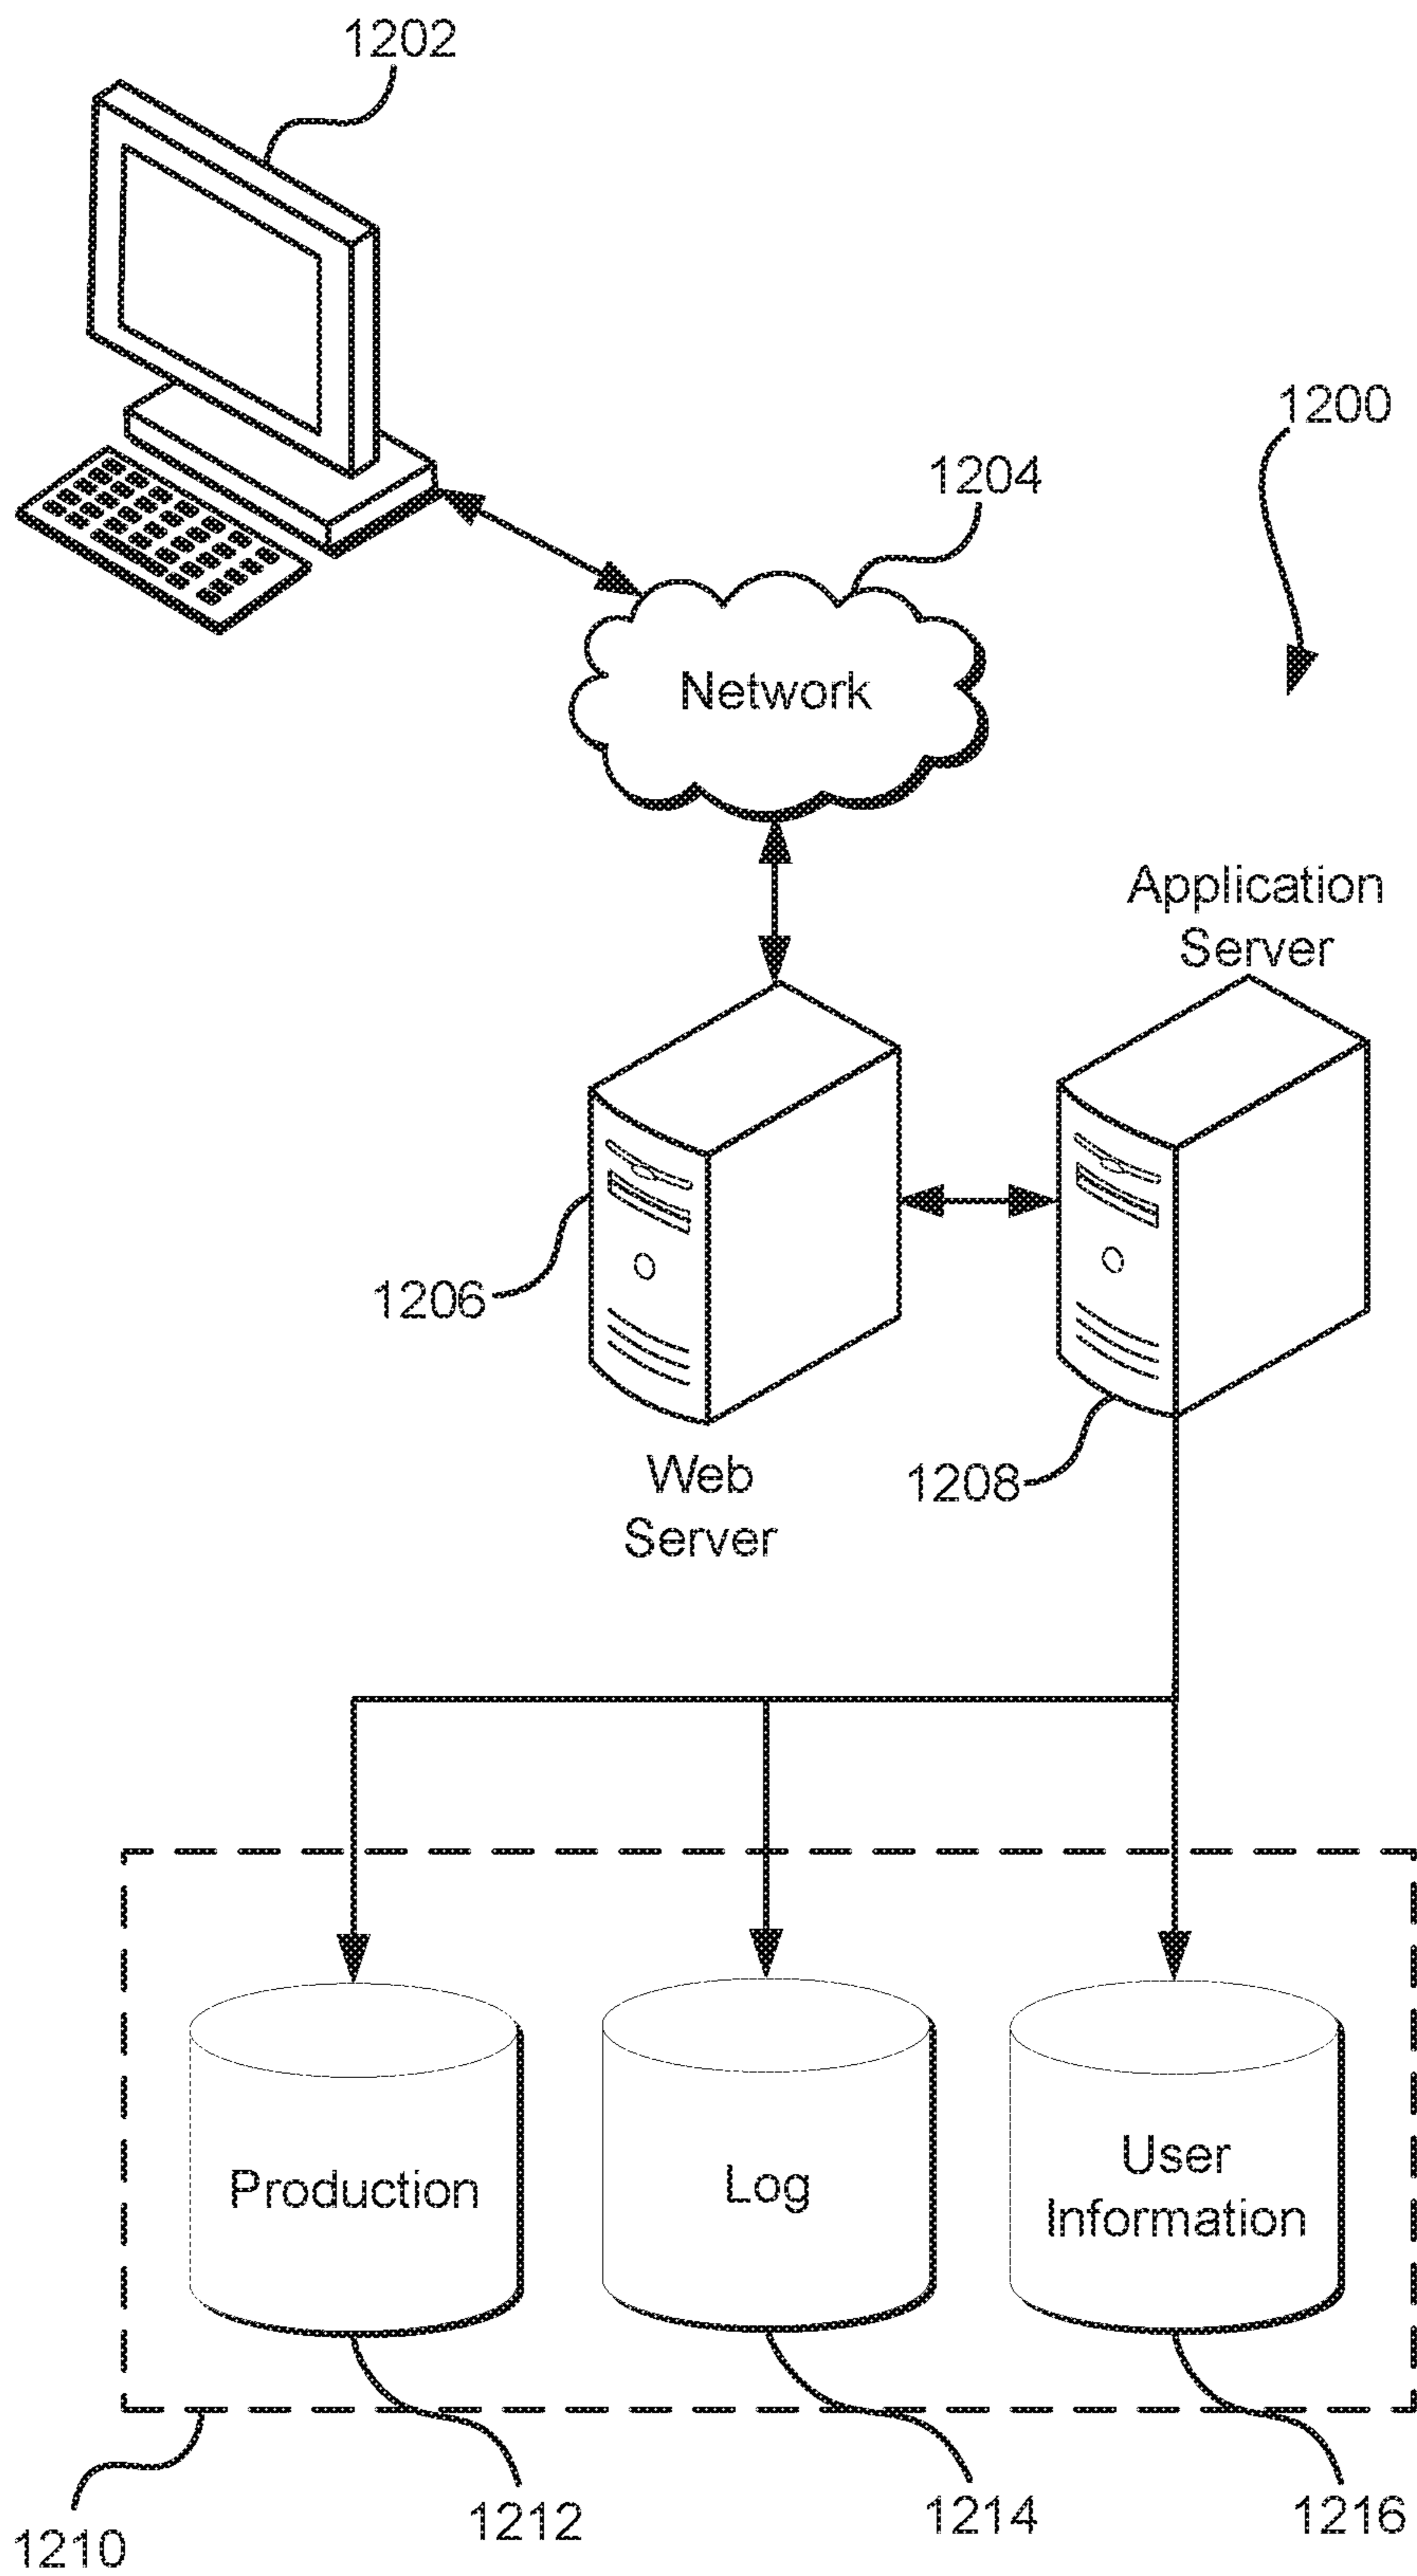 1202
1200
1204
Network
Application
Server
1206
Web
Server
1208
Production
Log
User
Information
1210
1212
1214
1216